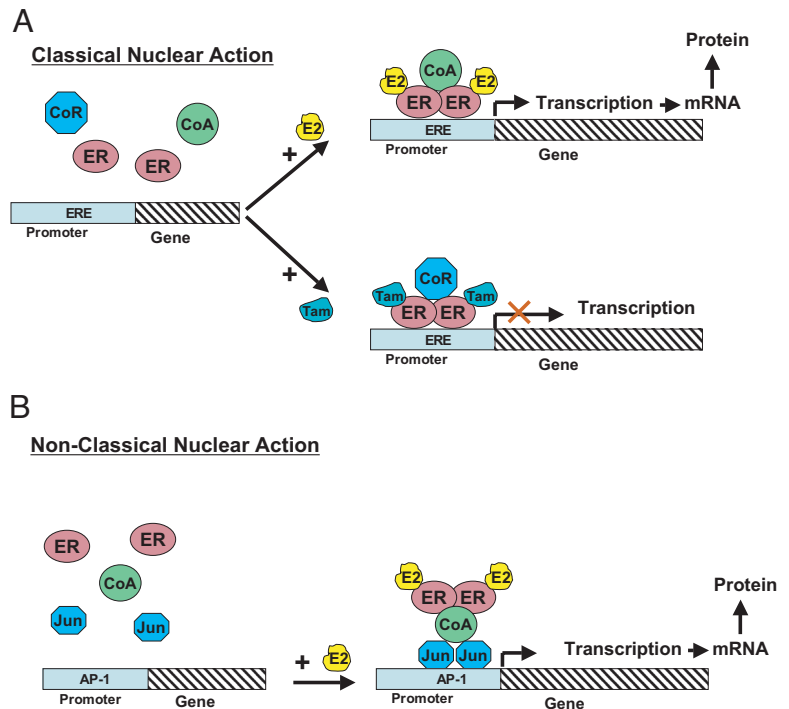 A
Classical Nuclear Action
CoR
CoA
ER
ER
ERE
Promoter
Gene
+
E2
+
Tam
E2
CoA
E2
ER
ER
ERE
Promoter
Gene
Transcription
mRNA
Protein
CoR
Tam
Tam
ER
ER
ERE
Promoter
Gene
Transcription
B
Non-Classical Nuclear Action
ER
ER
CoA
Jun
Jun
AP-1
Promoter
Gene
+
E2
E2
E2
ER
ER
CoA
Jun
Jun
AP-1
Promoter
Gene
Transcription
mRNA
Protein